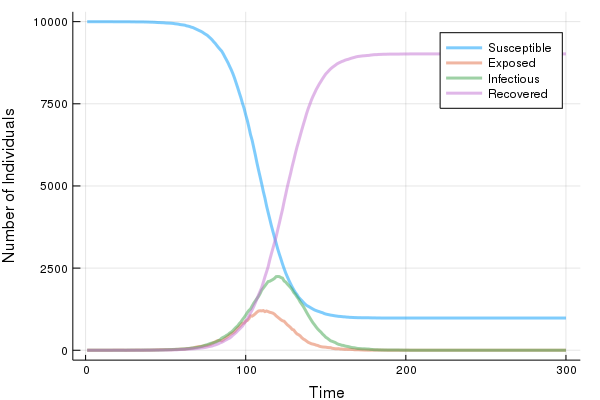 Number of Individuals
10000
7500
5000
2500
0
Susceptible
Exposed
Infectious
Recovered
0 100 200 300
Time